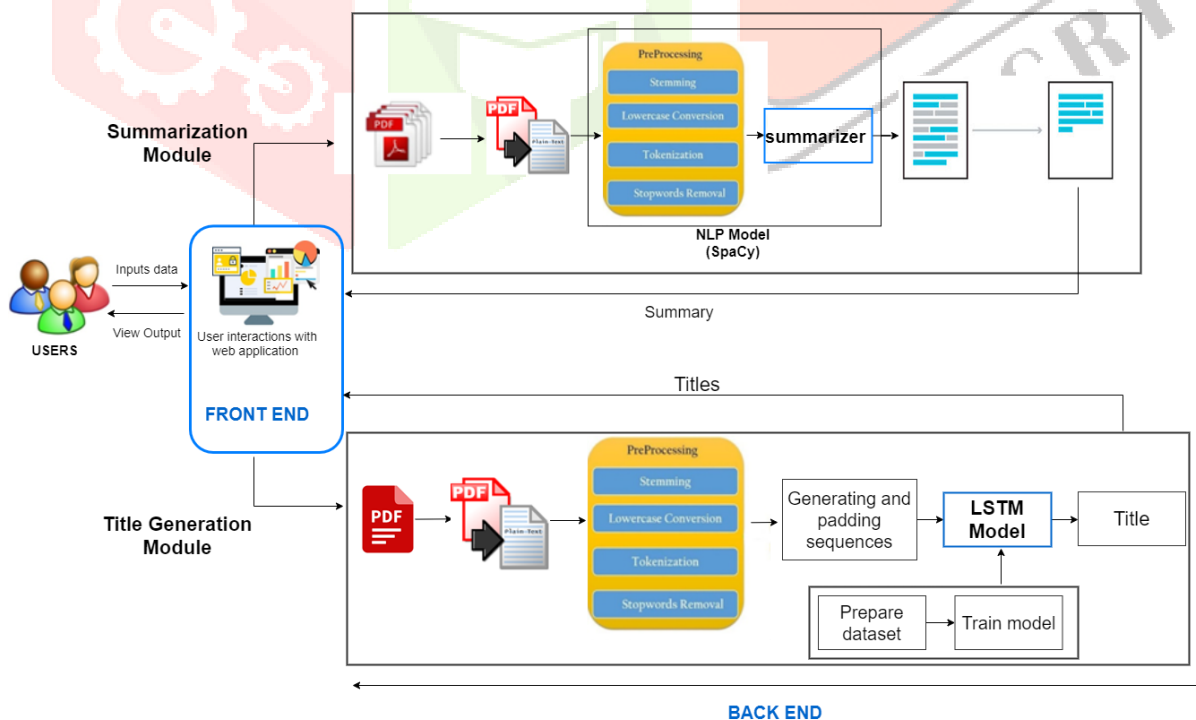 PreProcessing
Stemming
Lowercase Conversion
Tokenization
Stopwords Removal
PDF
PDF
Plain-Text
summarizer
Summarization
Module
NLP Model
(SpaCy)
Inputs data
View Output
USERS
User interactions with
web application
FRONT END
Summary
Titles
Title Generation
Module
PDF
PDF
Plain-Text
PreProcessing
Stemming
Lowercase Conversion
Tokenization
Stopwords Removal
Generating and
padding
sequences
LSTM
Model
Title
Prepare
dataset
Train model
BACK END